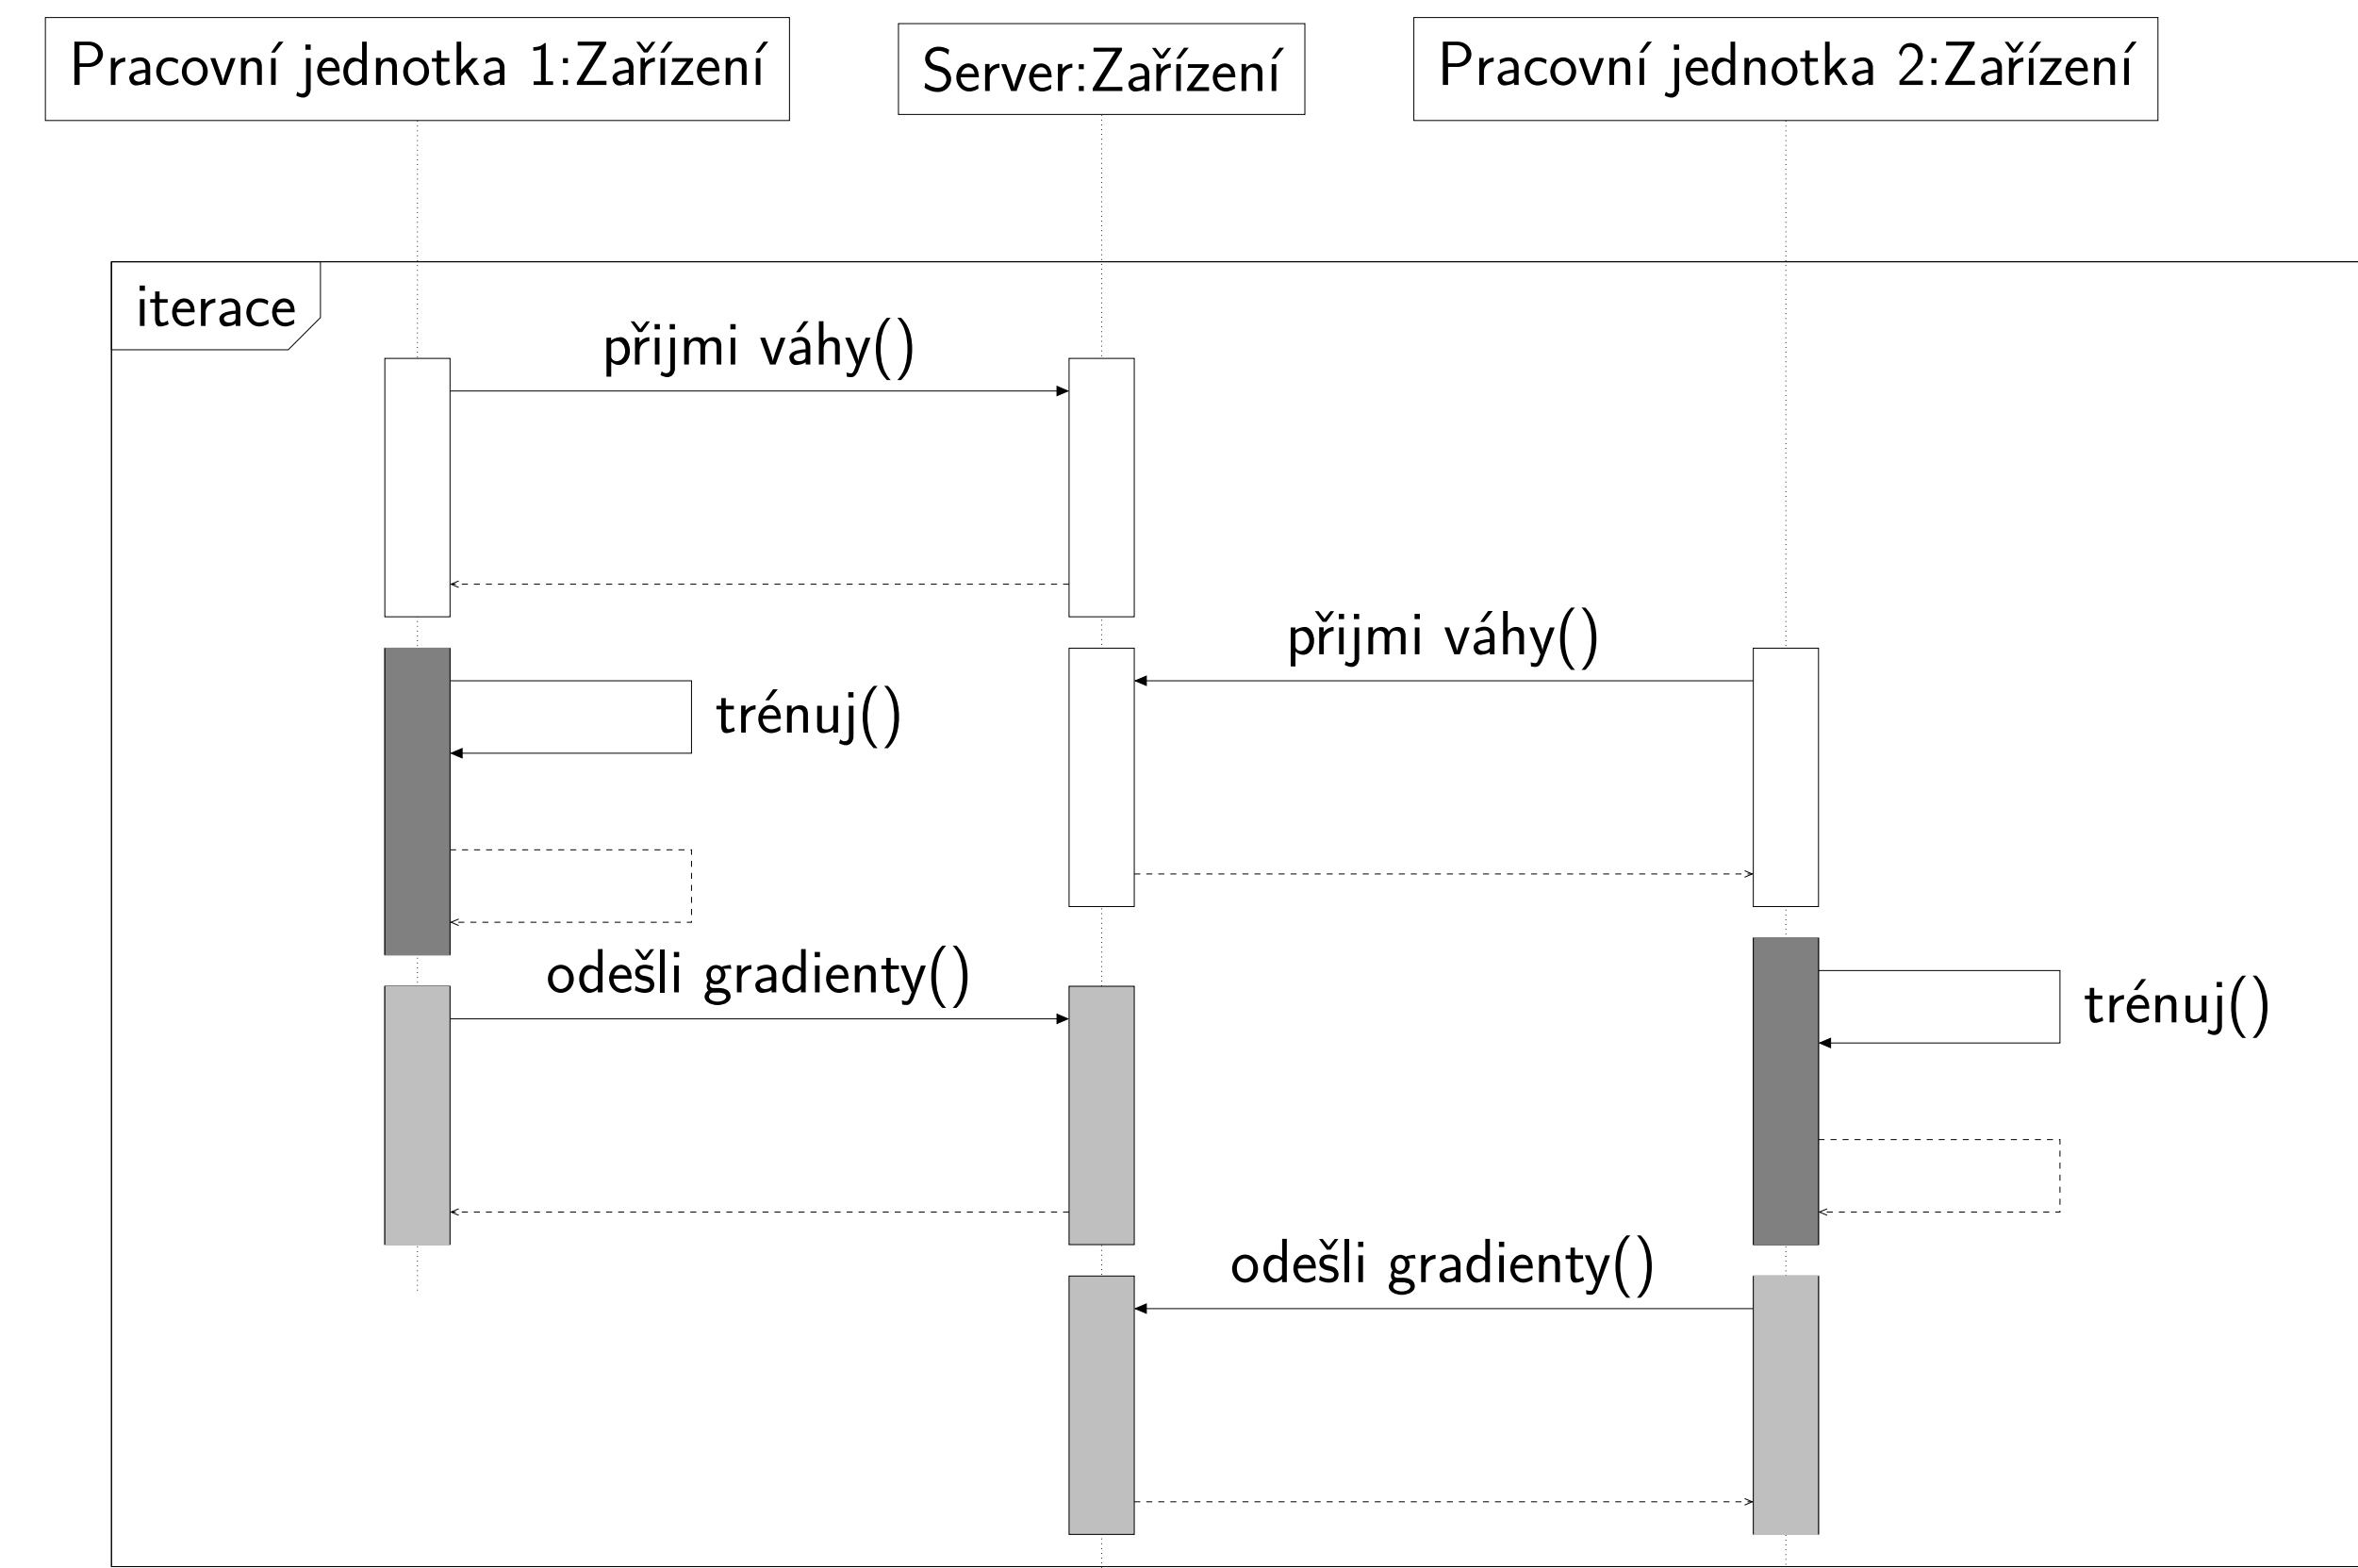 Pracovní jednotka 1:Zařízení
Server:Zařízení
Pracovní jednotka 2:Zařízení
iterace
přijmi váhy()
přijmi váhy()
trénuj()
odešli gradienty()
trénuj()
odešli gradienty()